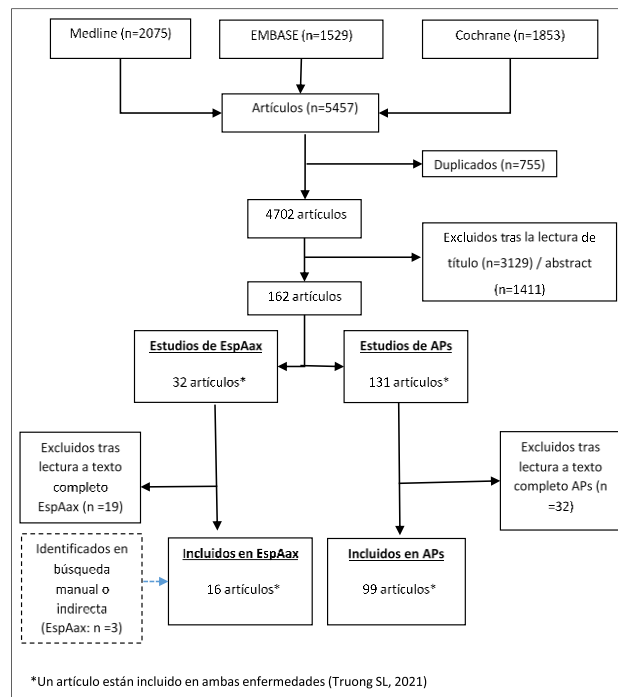 Medline (n=2075)
EMBASE (n=1529)
Cochrane (n=1853)
Artículos (n=5457)
Duplicados (n=755)
4702 artículos
Excluidos tras la lectura de
título (n=3129) / abstract
(n=1411)
162 artículos
Estudios de EspAax
32 artículos*
Estudios de APs
131 artículos*
Excluidos tras
lectura a texto
completo
EspAax (n =19)
Excluidos tras
lectura a texto
completo APs (n
=32)
Identificados en
búsqueda
manual o
indirecta
(EspAax: n =3)
Incluidos en EspAax
16 artículos*
Incluidos en APs
99 artículos*
*Un artículo están incluido en ambas enfermedades (Truong SL, 2021)